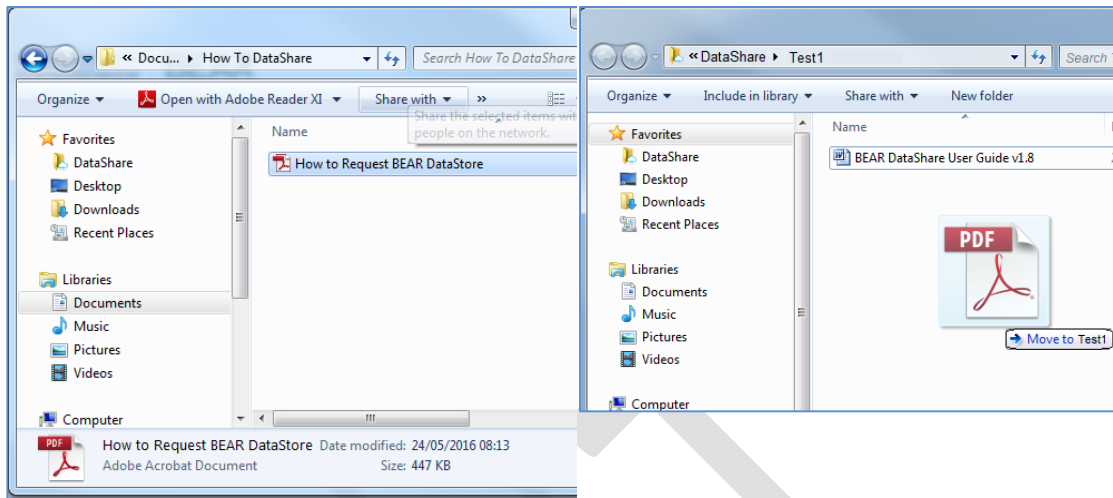 « Docu... ▸ How To DataShare
Search How To DataShare
Organize
Open with Adobe Reader XI
Share with
»
Share the selected items wit
people on the network.
Favorites
DataShare
Desktop
Downloads
Recent Places
Libraries
Documents
Music
Pictures
Videos
Computer
Name
How to Request BEAR DataStore
PDF
How to Request BEAR DataStore Date modified: 24/05/2016 08:13
Adobe Acrobat Document Size: 447 KB
« DataShare ▸ Test1
Search
Organize
Include in library
Share with
New folder
Favorites
DataShare
Desktop
Downloads
Recent Places
Libraries
Documents
Music
Pictures
Videos
Computer
Name
BEAR DataShare User Guide v1.8
PDF
Move to Test1